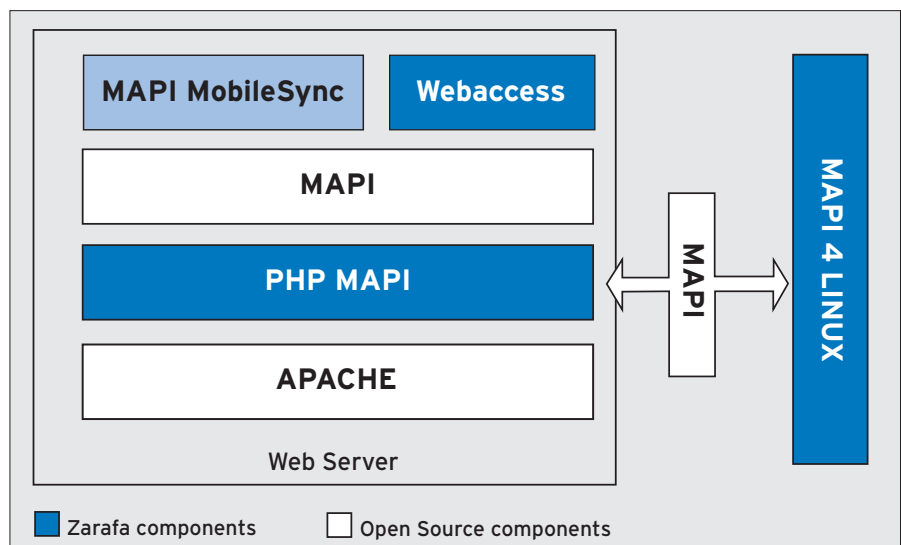 MAPI MobileSync
Webaccess
MAPI
PHP MAPI
APACHE
Web Server
MAPI
MAPI 4 LINUX
Zarafa components
Open Source components